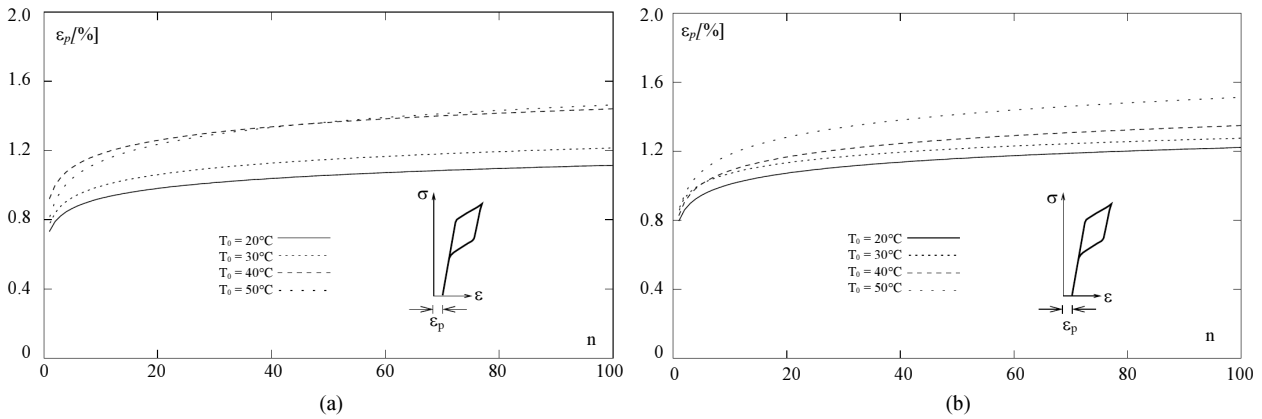 2.0
εp[%]
1.6
1.2
0.8
0.4
0
0 20 40 60 80 100
n
T₀ = 20°C
T₀ = 30°C
T₀ = 40°C
T₀ = 50°C
σ
ε
εp
(a)
2.0
εp[%]
1.6
1.2
0.8
0.4
0
0 20 40 60 80 100
n
T₀ = 20°C
T₀ = 30°C
T₀ = 40°C
T₀ = 50°C
σ
ε
εp
(b)